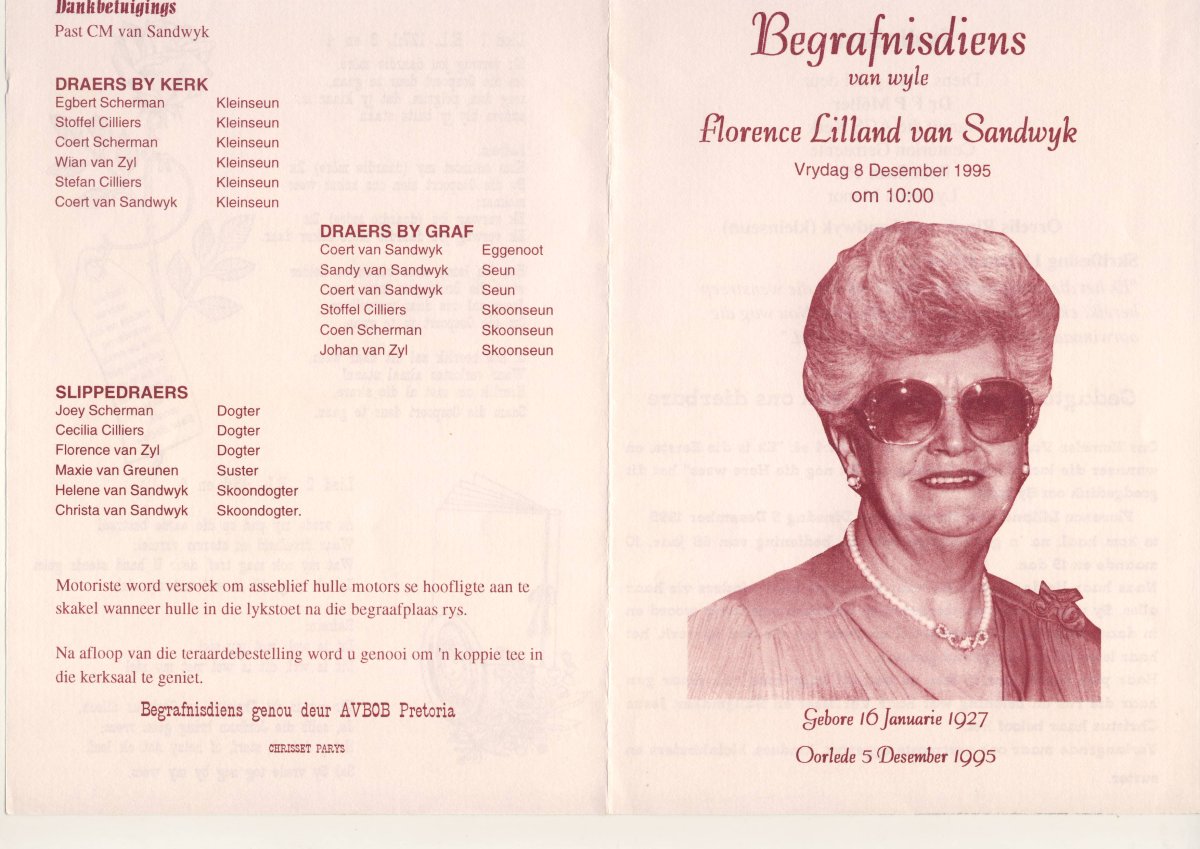 Dankbetuigings
Past CM van Sandwyk
DRAERS BY KERK
Egbert Scherman Kleinseun
Stoffel Cilliers Kleinseun
Coert Scherman Kleinseun
Wian van Zyl Kleinseun
Stefan Cilliers Kleinseun
Coert van Sandwyk Kleinseun
DRAERS BY GRAF
Coert van Sandwyk Eggenoot
Sandy van Sandwyk Seun
Coert van Sandwyk Seun
Stoffel Cilliers Skoonseun
Coen Scherman Skoonseun
Johan van Zyl Skoonseun
SLIPPEDRAERS
Joey Scherman Dogter
Cecilia Cilliers Dogter
Florence van Zyl Dogter
Maxie van Greunen Suster
Helene van Sandwyk Skoondogter
Christa van Sandwyk Skoondogter.
Motoriste word versoek om asseblief hulle motors se hoofligte aan te
skakel wanneer hulle in die lykstoet na die begraafplaas rys.
Na afloop van die teraardebestelling word u genooi om 'n koppie tee in
die kerksaal te geniet.
Begrafnisdiens genou deur AVBOB Pretoria
CHRISSET PARYS
Begrafnisdiens
van wyle
Florence Lilland van Sandwyk
Vrydag 8 Desember 1995
om 10:00
Gebore 16 Januarie 1927
Oorlede 5 Desember 1995